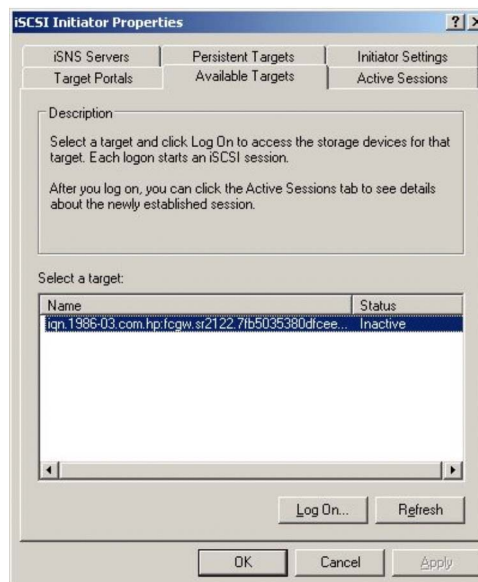 iSCSI Initiator Properties
iSNS Servers
Persistent Targets
Initiator Settings
Target Portals
Available Targets
Active Sessions
Description
Select a target and click Log On to access the storage devices for that
target. Each logon starts an iSCSI session.
After you log on, you can click the Active Sessions tab to see details
about the newly established session.
Select a target:
Name
Status
iqn.1986-03.com.hp:fcgw.sr2122.7fb5035380dfcee...
Inactive
Log On...
Refresh
OK
Cancel
Apply